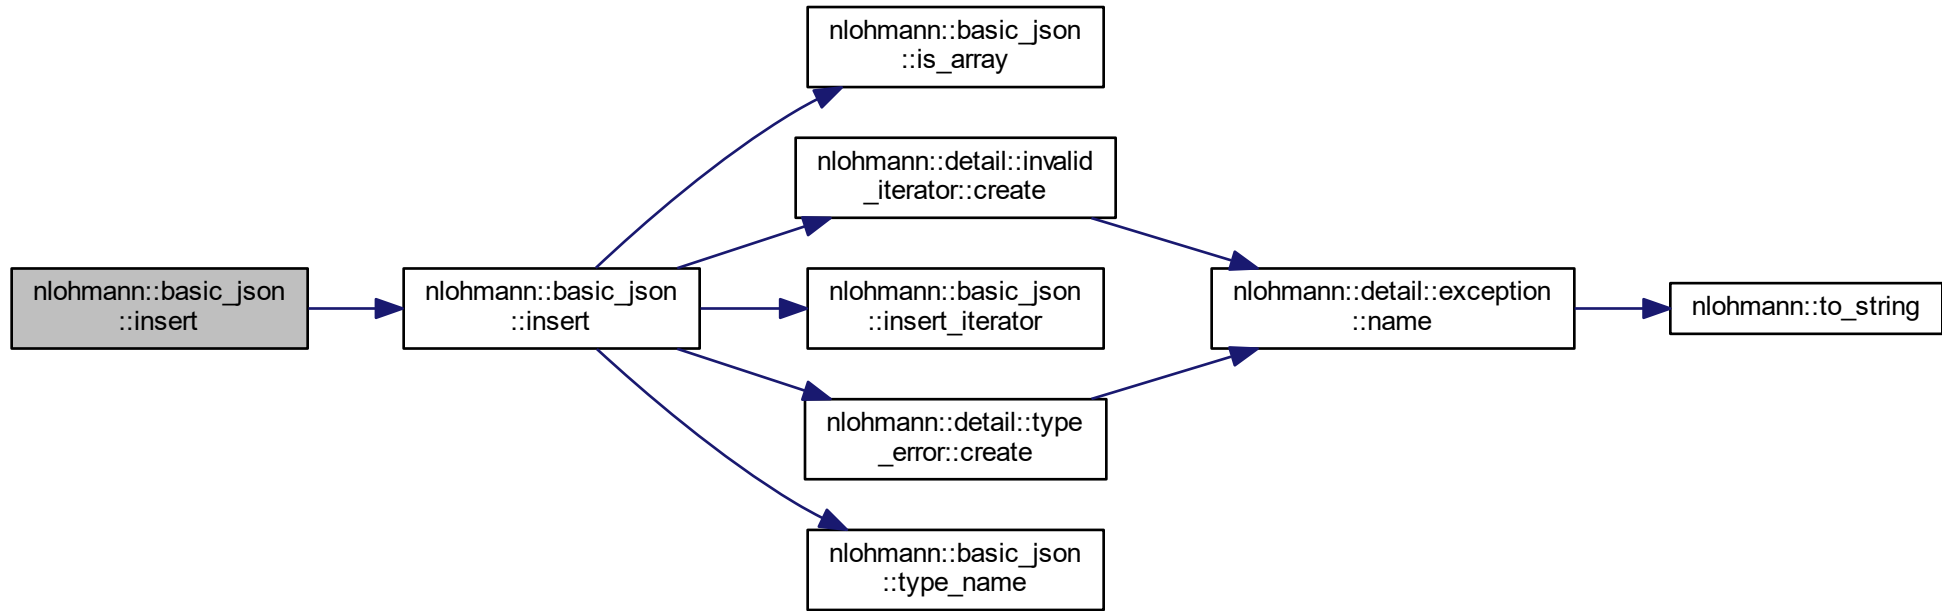 nlohmann::basic_json
::is_array
nlohmann::detail::invalid
_iterator::create
nlohmann::basic_json
::insert
nlohmann::basic_json
::insert
nlohmann::basic_json
::insert_iterator
nlohmann::detail::exception
::name
nlohmann::to_string
nlohmann::detail::type
_error::create
nlohmann::basic_json
::type_name